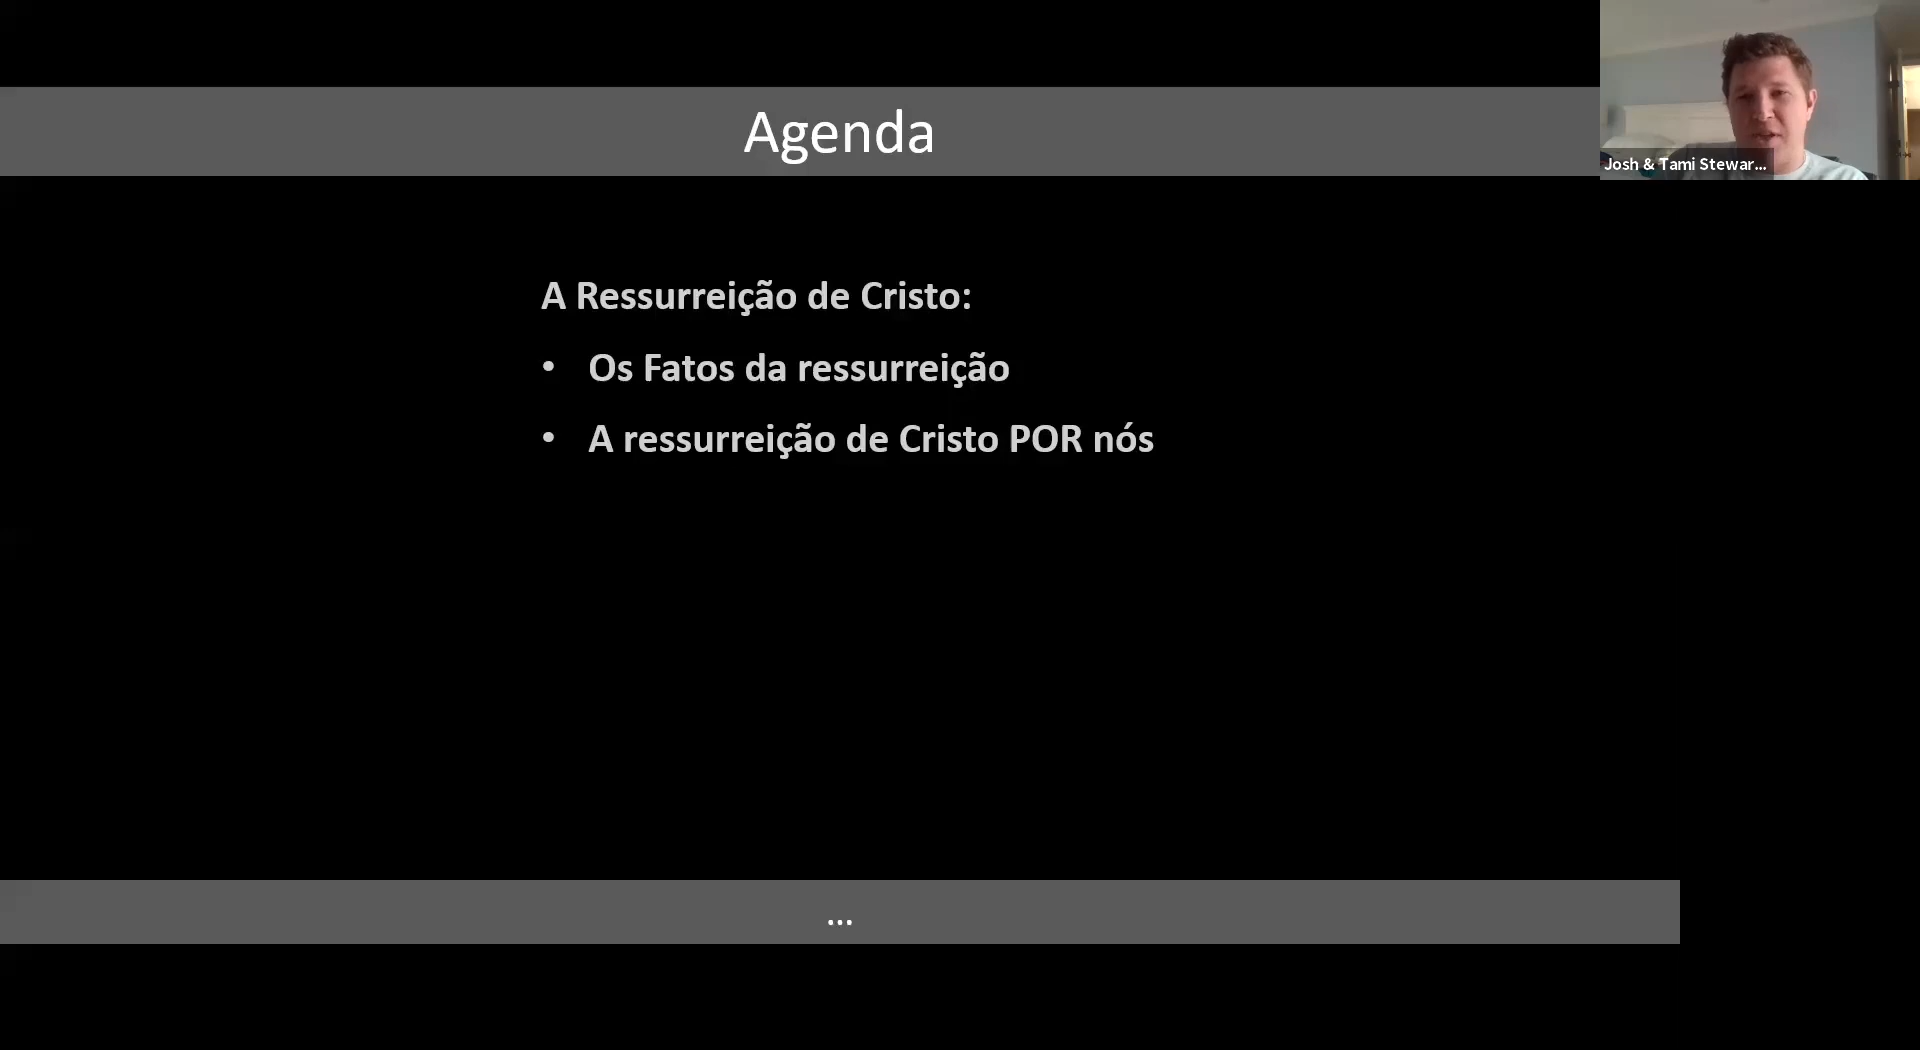 Agenda
Josh & Tami Stewar...
A Ressurreição de Cristo:
• Os Fatos da ressurreição
• A ressurreição de Cristo POR nós
...